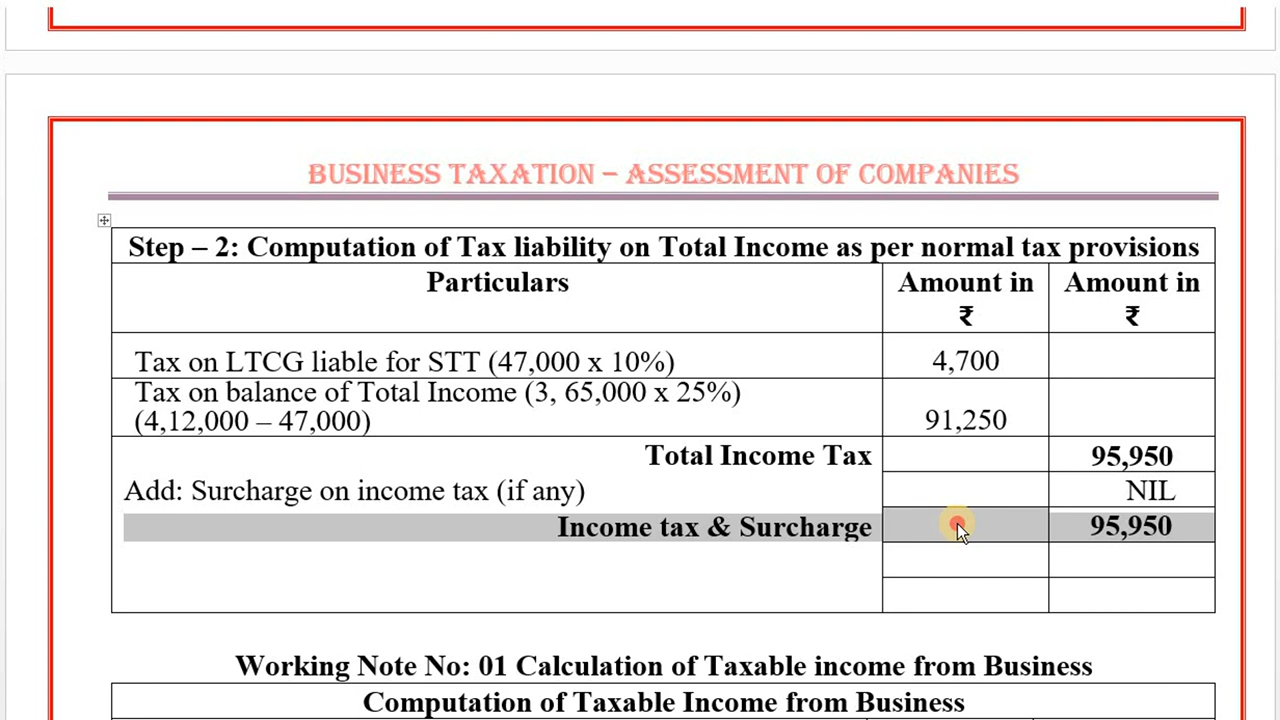 BUSINESS TAXATION – ASSESSMENT OF COMPANIES
Step – 2: Computation of Tax liability on Total Income as per normal tax provisions
Particulars
Amount in ₹
Amount in ₹
Tax on LTCG liable for STT (47,000 x 10%)
4,700
Tax on balance of Total Income (3, 65,000 x 25%)
(4,12,000 – 47,000)
91,250
Total Income Tax
95,950
Add: Surcharge on income tax (if any)
NIL
Income tax & Surcharge
95,950
Working Note No: 01 Calculation of Taxable income from Business
Computation of Taxable Income from Business